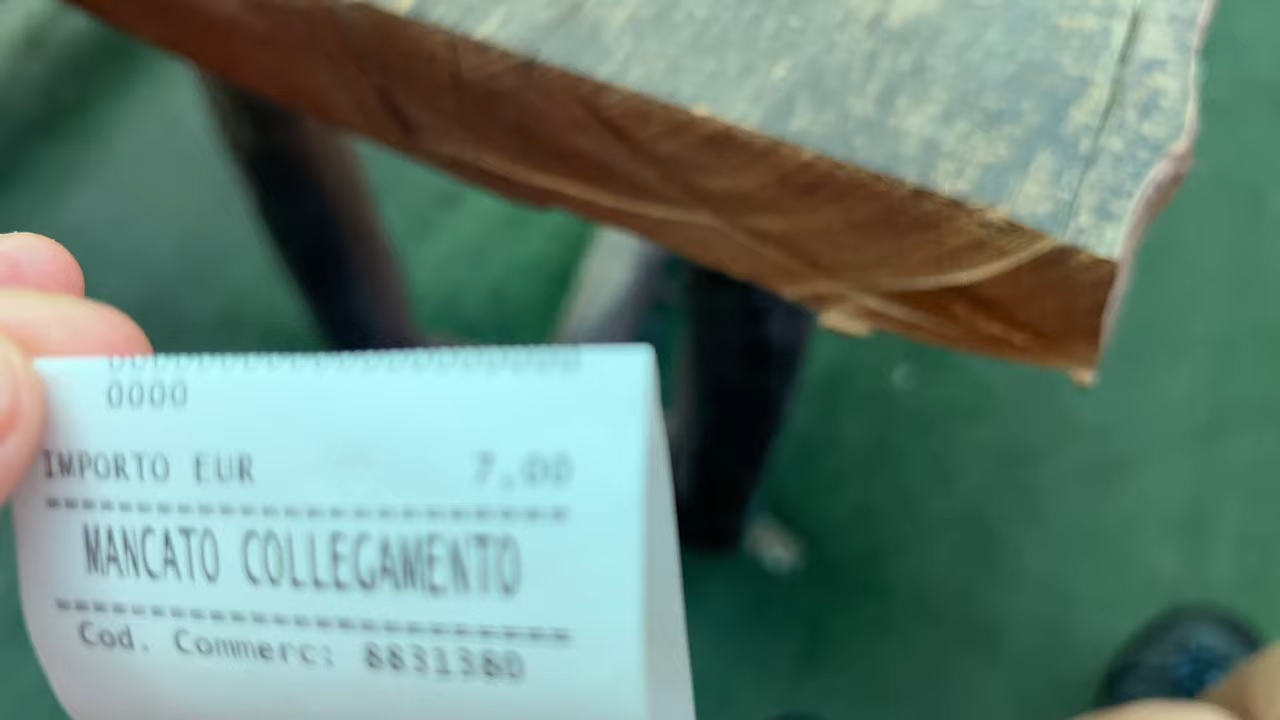 0000
IMPORTO EUR 7,00
MANCATO COLLEGAMENTO
Cod. Commerc: 8831380